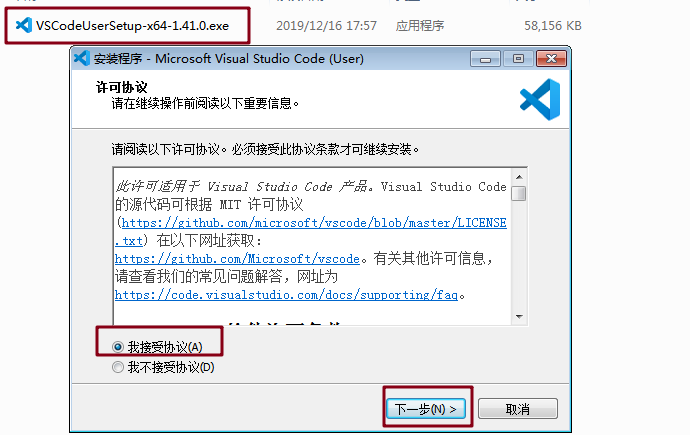 VSCodeUserSetup-x64-1.41.0.exe 2019/12/16 17:57 应用程序 58,156 KB
安装程序 - Microsoft Visual Studio Code (User)
许可协议
请在继续操作前阅读以下重要信息。
请阅读以下许可协议。必须接受此协议条款才可继续安装。
此许可适用于 Visual Studio Code 产品。Visual Studio Code
的源代码可根据 MIT 许可协议
(https://github.com/microsoft/vscode/blob/master/LICENSE
.txt) 在以下网址获取：
https://github.com/Microsoft/vscode。有关其他许可信息，
请查看我们的常见问题解答，网址为
https://code.visualstudio.com/docs/supporting/faq。
我接受协议(A)
我不接受协议(D)
下一步(N) >
取消